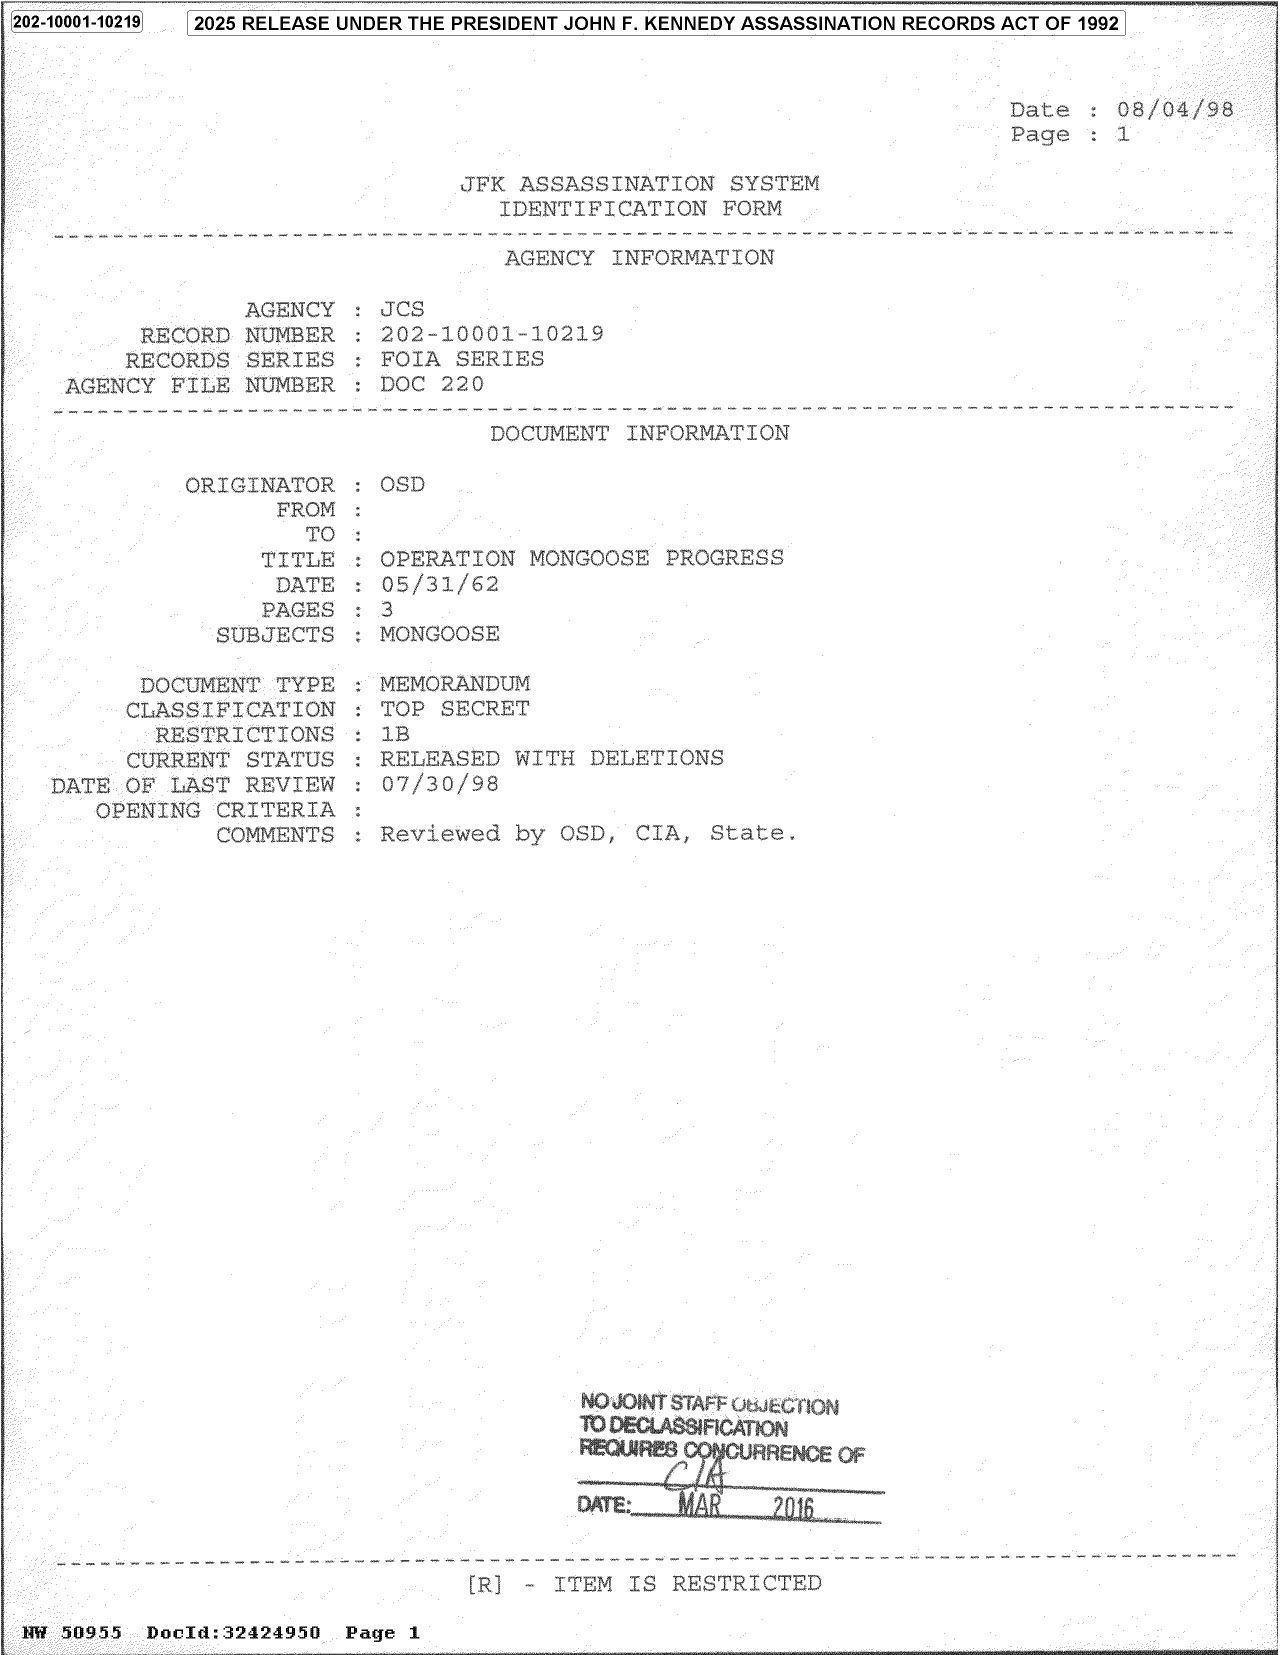 202-10001-10219
2025 RELEASE UNDER THE PRESIDENT JOHN F. KENNEDY ASSASSINATION RECORDS ACT OF 1992
Date : 08/04/98
Page : 1
JFK ASSASSINATION SYSTEM
IDENTIFICATION FORM
AGENCY INFORMATION
AGENCY : JCS
RECORD NUMBER : 202-10001-10219
RECORDS SERIES : FOIA SERIES
AGENCY FILE NUMBER : DOC 220
DOCUMENT INFORMATION
ORIGINATOR : OSD
FROM :
TO :
TITLE : OPERATION MONGOOSE PROGRESS
DATE : 05/31/62
PAGES : 3
SUBJECTS : MONGOOSE
DOCUMENT TYPE : MEMORANDUM
CLASSIFICATION : TOP SECRET
RESTRICTIONS : 1B
CURRENT STATUS : RELEASED WITH DELETIONS
DATE OF LAST REVIEW : 07/30/98
OPENING CRITERIA :
COMMENTS : Reviewed by OSD, CIA, State.
NO JOINT STAFF OBJECTION
TO DECLASSIFICATION
REQUIRES CONCURRENCE OF
CIA
DATE: MAR 2016
[R] - ITEM IS RESTRICTED
NW 50955 DocId:32424950 Page 1